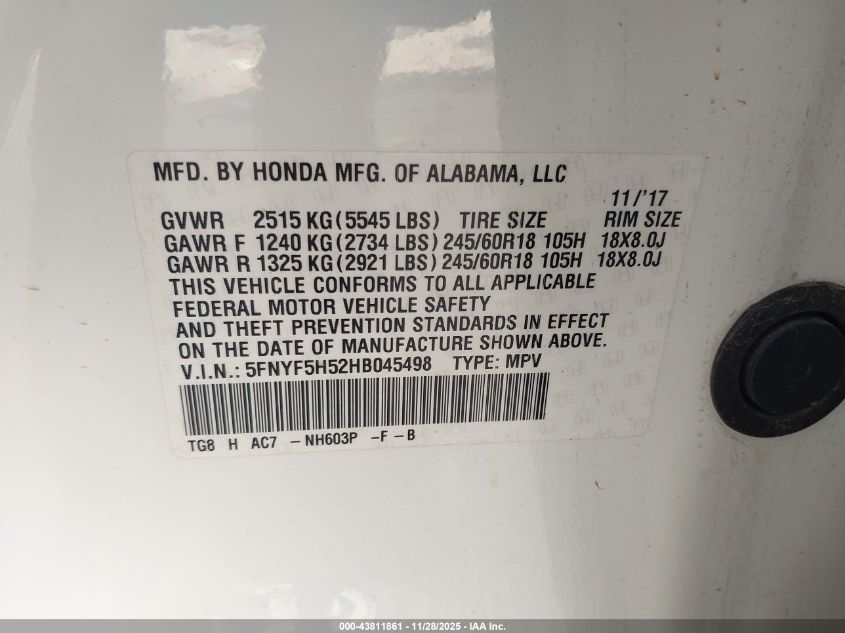 MFD. BY HONDA MFG. OF ALABAMA, LLC
11/'17
GVWR 2515 KG (5545 LBS) TIRE SIZE RIM SIZE
GAWR F 1240 KG (2734 LBS) 245/60R18 105H 18X8.0J
GAWR R 1325 KG (2921 LBS) 245/60R18 105H 18X8.0J
THIS VEHICLE CONFORMS TO ALL APPLICABLE
FEDERAL MOTOR VEHICLE SAFETY
AND THEFT PREVENTION STANDARDS IN EFFECT
ON THE DATE OF MANUFACTURE SHOWN ABOVE.
V.I.N.: 5FNYF5H52HB045498 TYPE: MPV
TG8 H AC7 -NH603P -F-B
000-43811861 - 11/28/2025 - IAA Inc.